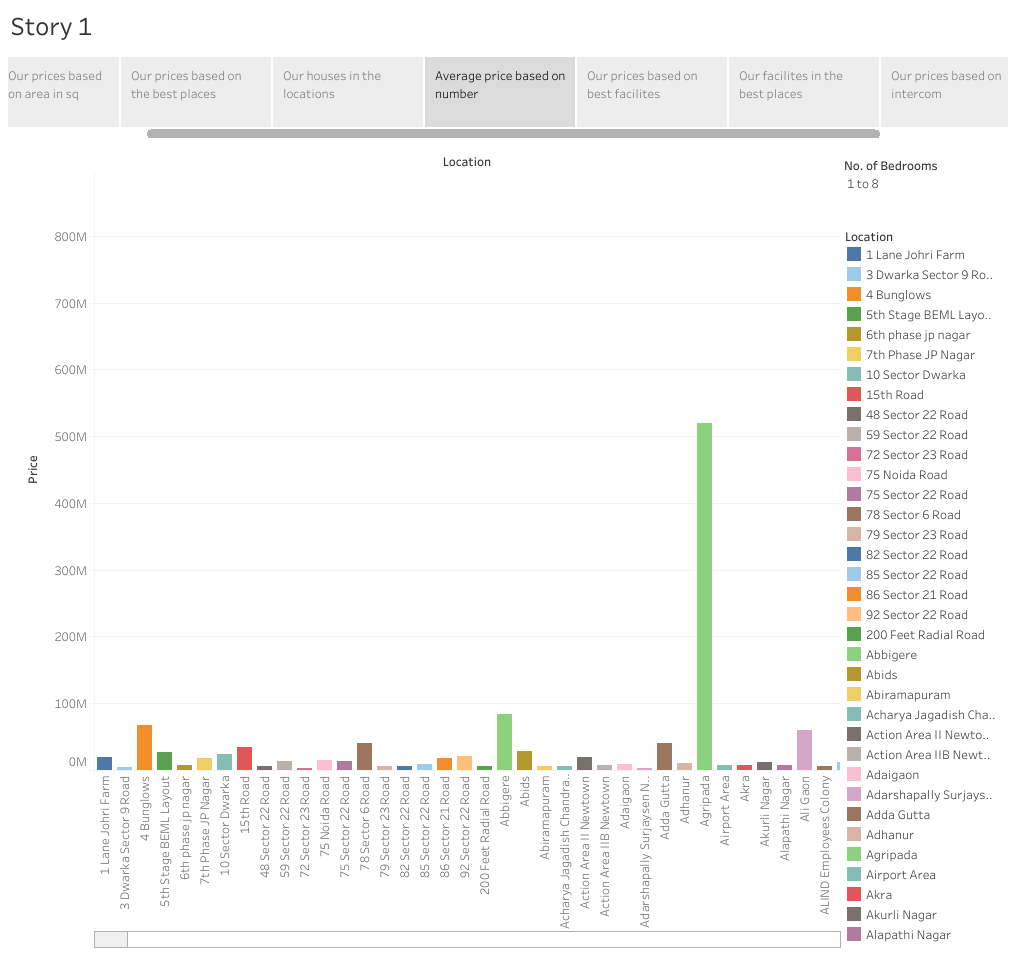 Story 1
Our prices based
on area in sq
Our prices based on
the best places
Our houses in the
locations
Average price based on
number
Our prices based on
best facilites
Our facilites in the
best places
Our prices based on
intercom
Location
Price
800M
700M
600M
500M
400M
300M
200M
100M
0M
1 Lane Johri Farm
3 Dwarka Sector 9 Road
4 Bunglows
5th Stage BEML Layout
6th phase jp nagar
7th Phase JP Nagar
10 Sector Dwarka
15th Road
48 Sector 22 Road
59 Sector 22 Road
72 Sector 23 Road
75 Noida Road
75 Sector 22 Road
78 Sector 6 Road
79 Sector 23 Road
82 Sector 22 Road
85 Sector 22 Road
86 Sector 21 Road
92 Sector 22 Road
200 Feet Radial Road
Abbigere
Abids
Abiramapuram
Acharya Jagadish Chandra..
Action Area II Newtown
Action Area IIB Newtown
Adaigaon
Adarshapally Surjaysen N..
Adda Gutta
Adhanur
Agripada
Airport Area
Akra
Akurli Nagar
Alapathi Nagar
Ali Gaon
ALIND Employees Colony
No. of Bedrooms
1 to 8
Location
1 Lane Johri Farm
3 Dwarka Sector 9 Ro..
4 Bunglows
5th Stage BEML Layo..
6th phase jp nagar
7th Phase JP Nagar
10 Sector Dwarka
15th Road
48 Sector 22 Road
59 Sector 22 Road
72 Sector 23 Road
75 Noida Road
75 Sector 22 Road
78 Sector 6 Road
79 Sector 23 Road
82 Sector 22 Road
85 Sector 22 Road
86 Sector 21 Road
92 Sector 22 Road
200 Feet Radial Road
Abbigere
Abids
Abiramapuram
Acharya Jagadish Cha..
Action Area II Newto..
Action Area IIB Newt..
Adaigaon
Adarshapally Surjays..
Adda Gutta
Adhanur
Agripada
Airport Area
Akra
Akurli Nagar
Alapathi Nagar